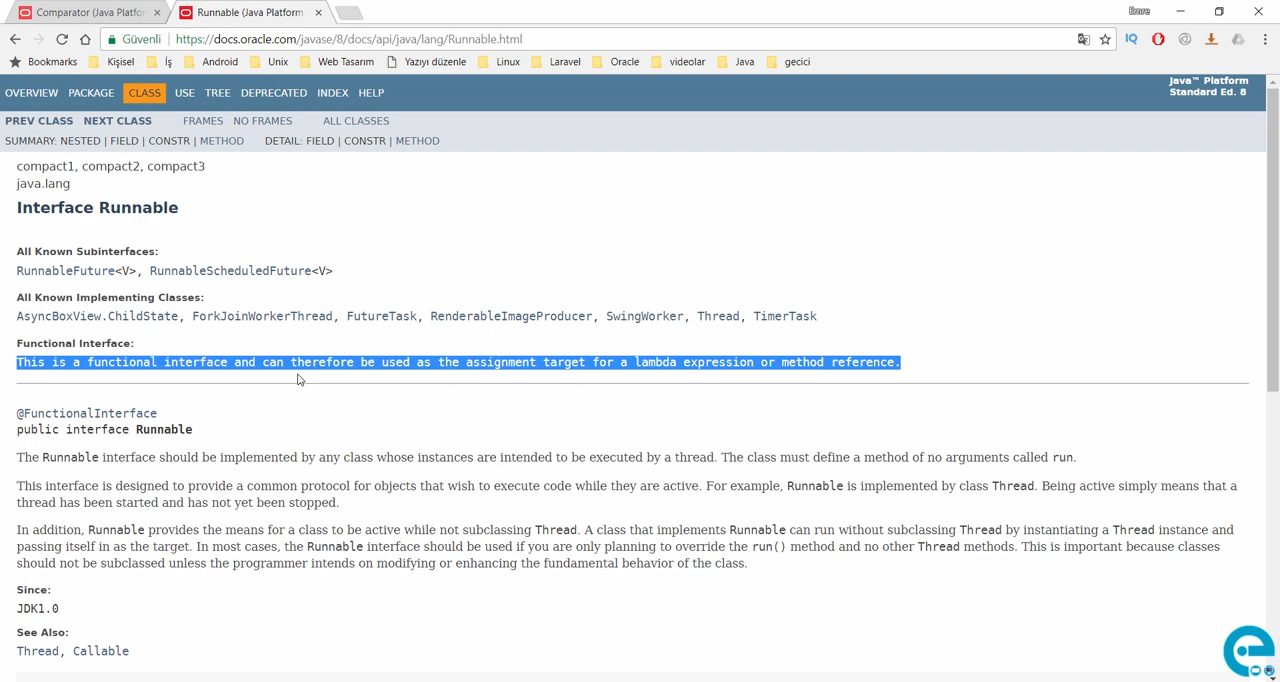 Comparator (Java Platfor
Runnable (Java Platform
Emre
Güvenli
https://docs.oracle.com/javase/8/docs/api/java/lang/Runnable.html
Bookmarks Kişisel İş Android Unix Web Tasarım Yazıyı düzenle Linux Laravel Oracle videolar Java gecici
OVERVIEW PACKAGE CLASS USE TREE DEPRECATED INDEX HELP
Java™ Platform
Standard Ed. 8
PREV CLASS NEXT CLASS FRAMES NO FRAMES ALL CLASSES
SUMMARY: NESTED | FIELD | CONSTR | METHOD DETAIL: FIELD | CONSTR | METHOD
compact1, compact2, compact3
java.lang
Interface Runnable
All Known Subinterfaces:
RunnableFuture<V>, RunnableScheduledFuture<V>
All Known Implementing Classes:
AsyncBoxView.ChildState, ForkJoinWorkerThread, FutureTask, RenderableImageProducer, SwingWorker, Thread, TimerTask
Functional Interface:
This is a functional interface and can therefore be used as the assignment target for a lambda expression or method reference.
@FunctionalInterface
public interface Runnable
The Runnable interface should be implemented by any class whose instances are intended to be executed by a thread. The class must define a method of no arguments called run.
This interface is designed to provide a common protocol for objects that wish to execute code while they are active. For example, Runnable is implemented by class Thread. Being active simply means that a
thread has been started and has not yet been stopped.
In addition, Runnable provides the means for a class to be active while not subclassing Thread. A class that implements Runnable can run without subclassing Thread by instantiating a Thread instance and
passing itself in as the target. In most cases, the Runnable interface should be used if you are only planning to override the run() method and no other Thread methods. This is important because classes
should not be subclassed unless the programmer intends on modifying or enhancing the fundamental behavior of the class.
Since:
JDK1.0
See Also:
Thread, Callable